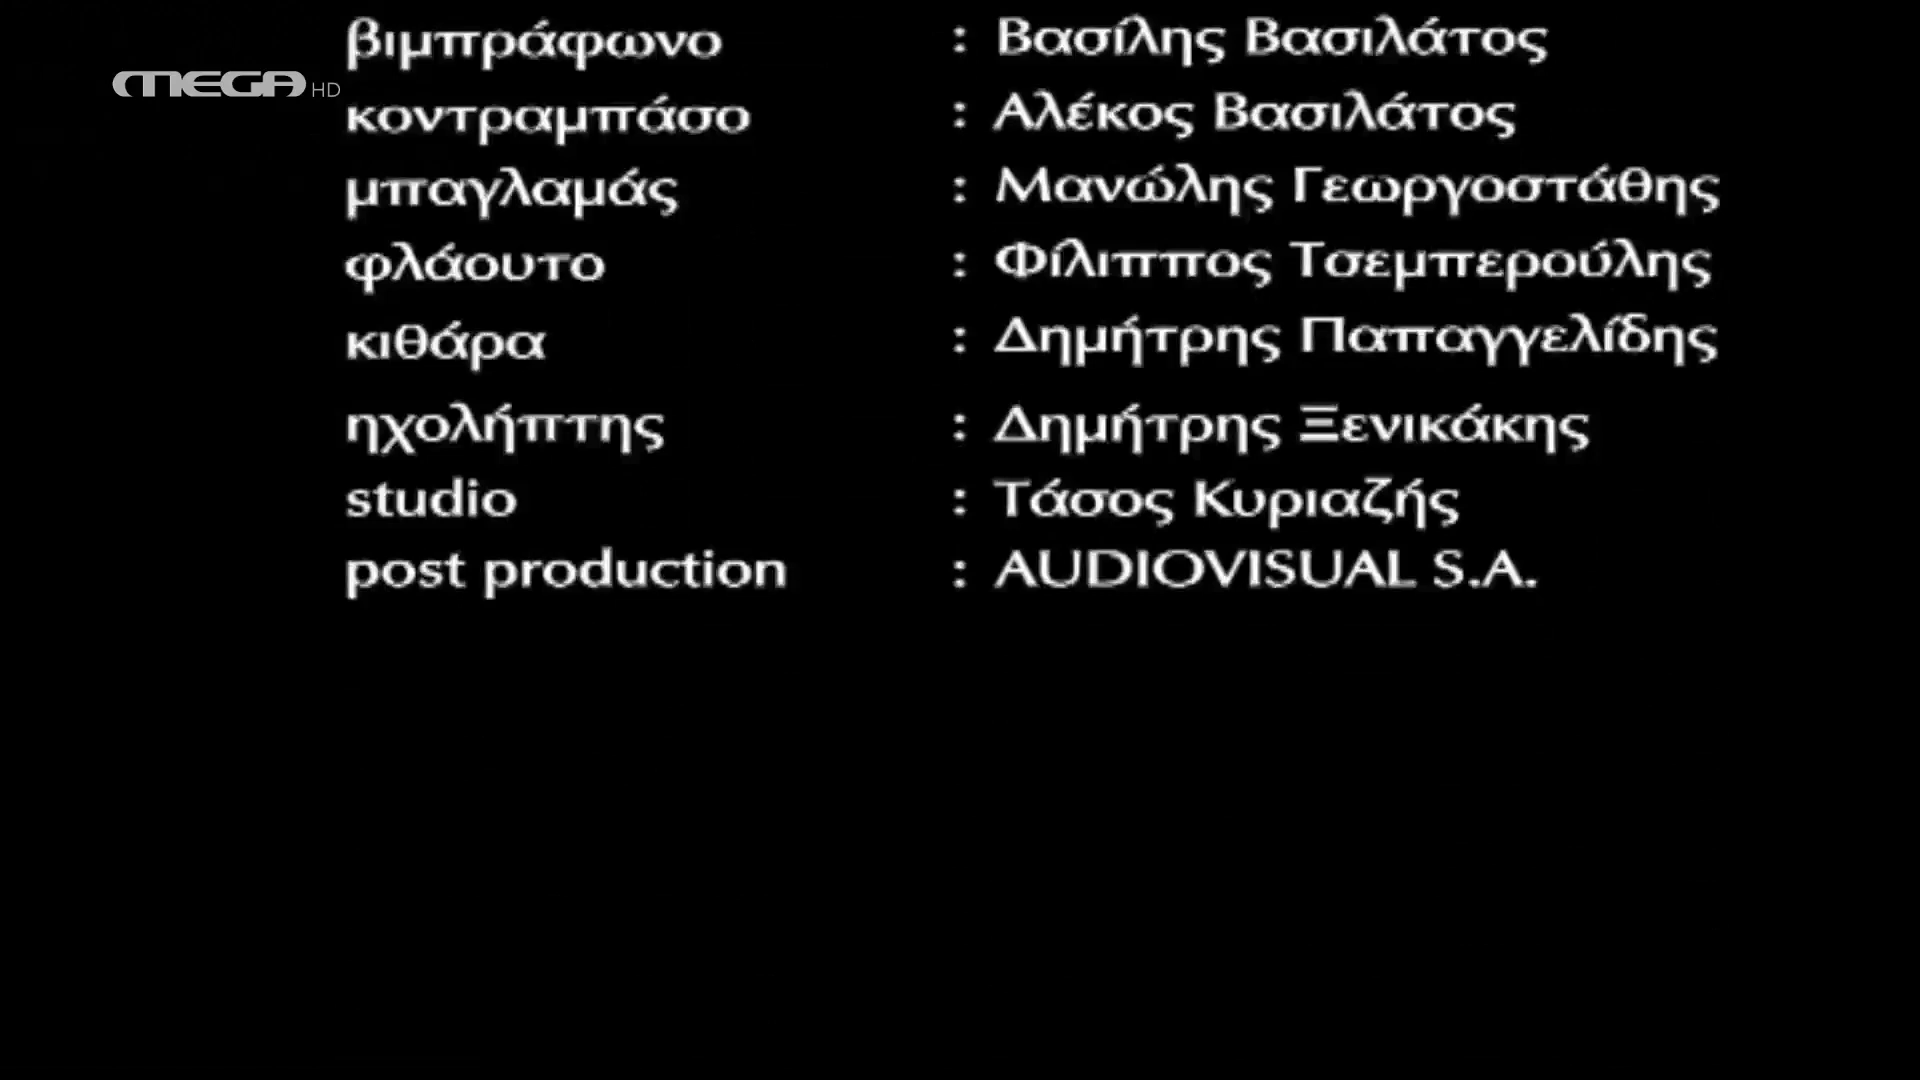 βιμπράφωνο : Βασίλης Βασιλάτος
MEGA HD
κοντραμπάσο : Αλέκος Βασιλάτος
μπαγλαμάς : Μανώλης Γεωργοστάθης
φλάουτο : Φίλιππος Τσεμπερούλης
κιθάρα : Δημήτρης Παπαγγελίδης
ηχολήπτης : Δημήτρης Ξενικάκης
studio : Τάσος Κυριαζής
post production : AUDIOVISUAL S.A.